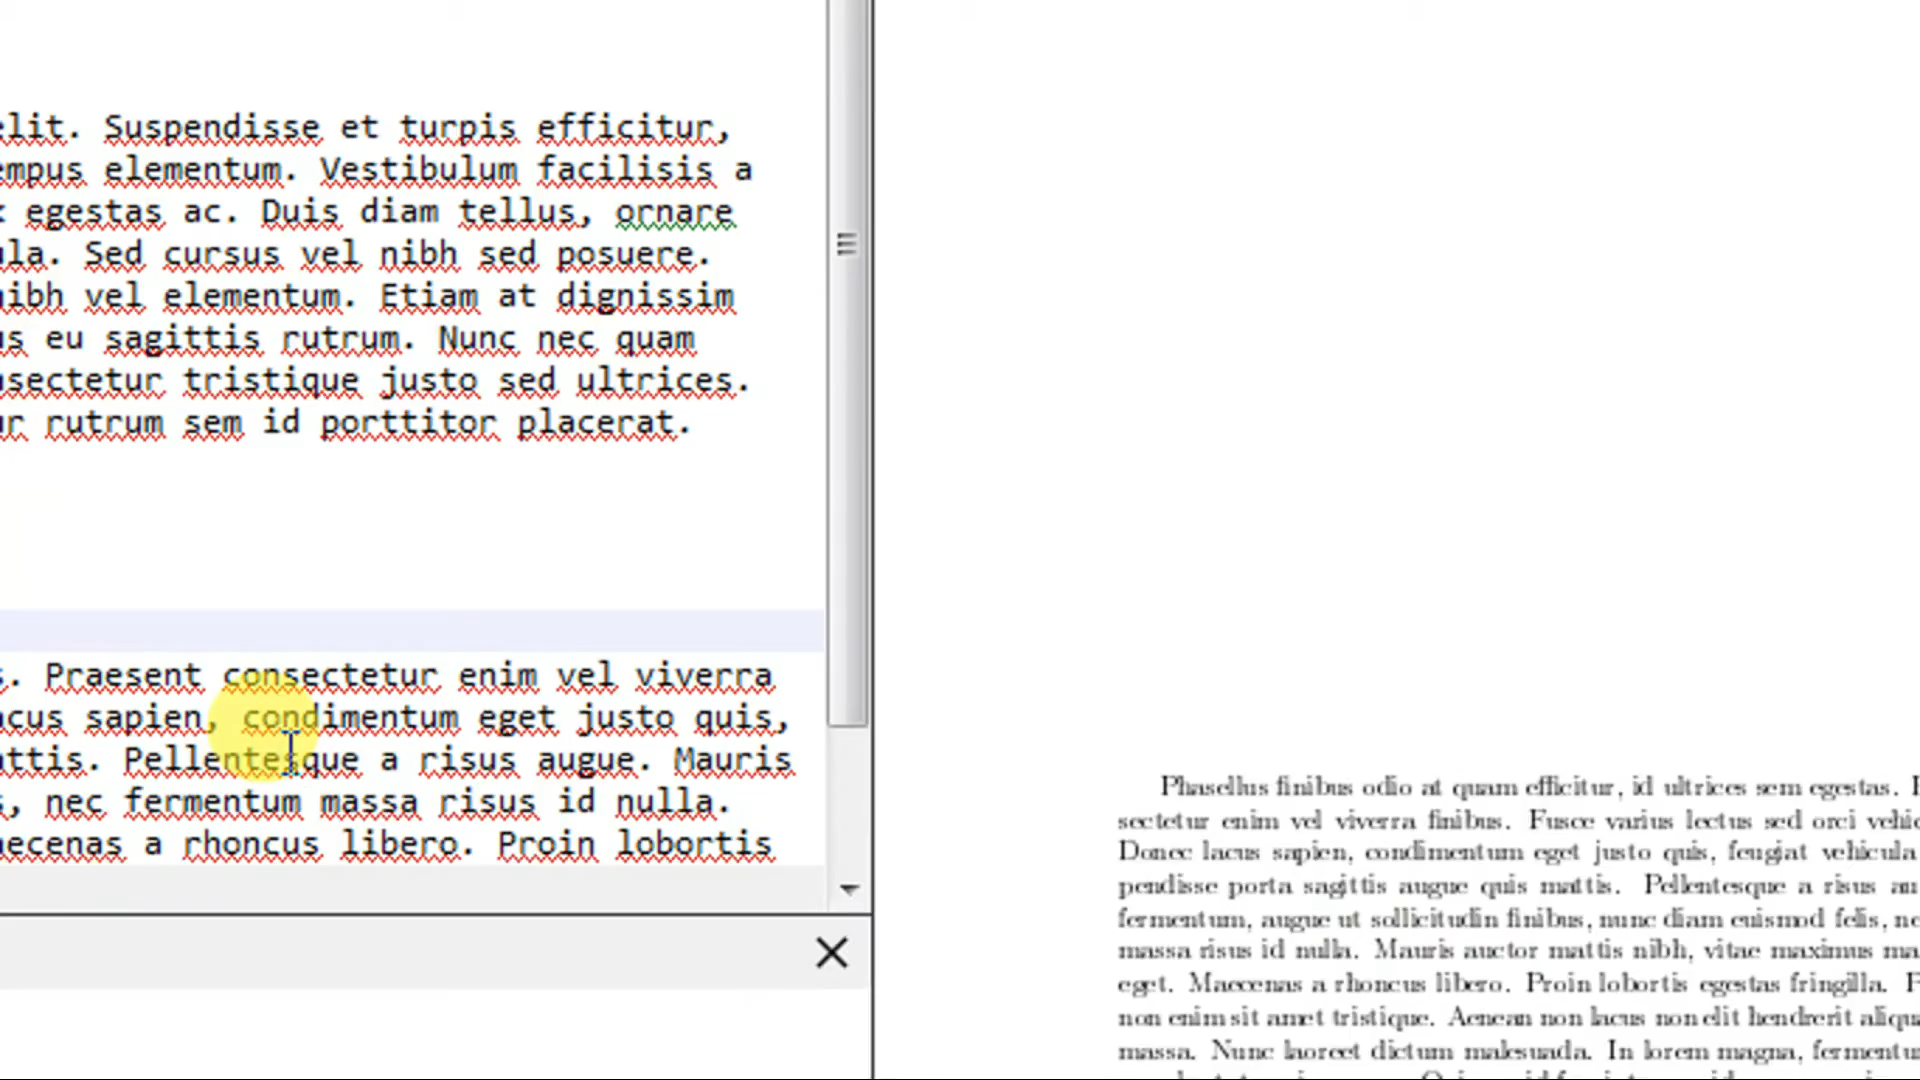 elit. Suspendisse et turpis efficitur,
empus elementum. Vestibulum facilisis a
egestas ac. Duis diam tellus, ornare
ula. Sed cursus vel nibh sed posuere.
nibh vel elementum. Etiam at dignissim
us eu sagittis rutrum. Nunc nec quam
nsectetur tristique justo sed ultrices.
ur rutrum sem id porttitor placerat.
s. Praesent consectetur enim vel viverra
acus sapien, condimentum eget justo quis,
attis. Pellentesque a risus augue. Mauris
s, nec fermentum massa risus id nulla.
aecenas a rhoncus libero. Proin lobortis
Phasellus finibus odio at quam efficitur, id ultrices sem egestas.
sectetur enim vel viverra finibus. Fusce varius lectus sed orci vehic
Donec lacus sapien, condimentum eget justo quis, feugiat vehicula
pendisse porta sagittis augue quis mattis. Pellentesque a risus au
fermentum, augue ut sollicitudin finibus, nunc diam euismod felis, ne
massa risus id nulla. Mauris auctor mattis nibh, vitae maximus ma
eget. Maecenas a rhoncus libero. Proin lobortis egestas fringilla.
non enim sit amet tristique. Aenean non lacus non elit hendrerit aliqu
massa. Nunc laoreet dictum malesuada. In lorem magna, fermentu